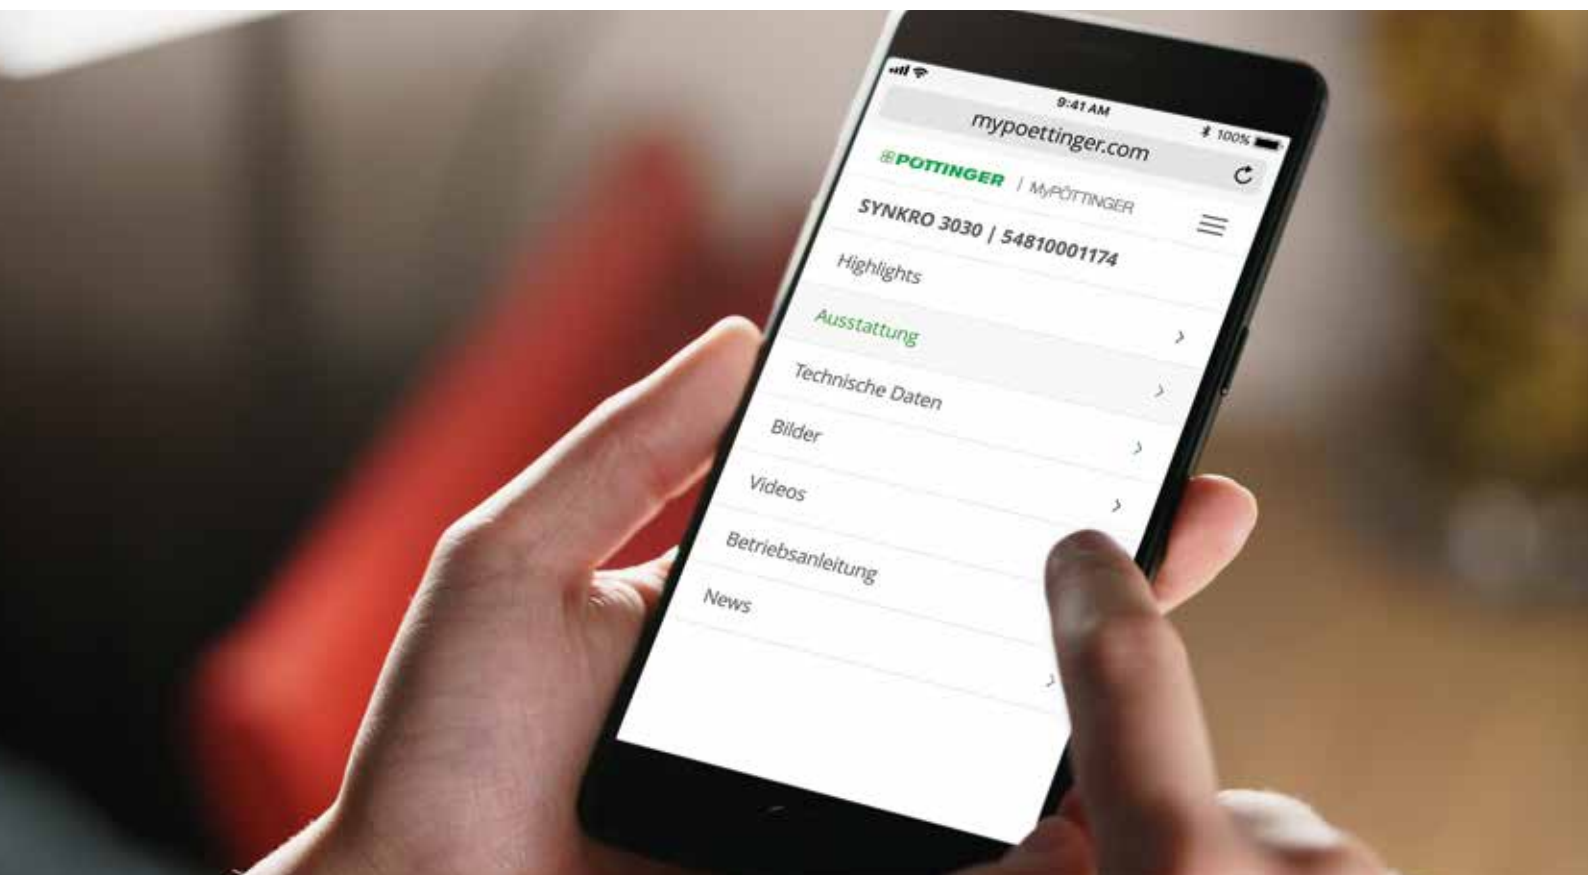 9:41 AM
100%
mypoettinger.com
PÖTTINGER | MyPÖTTINGER
SYNKRO 3030 | 54810001174
Highlights
Ausstattung
Technische Daten
Bilder
Videos
Betriebsanleitung
News